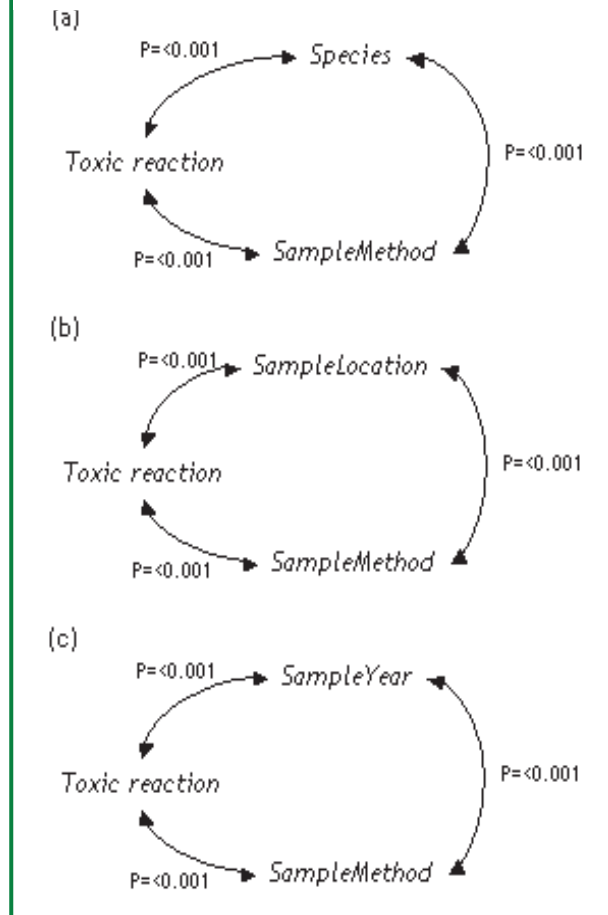 (a)
P=<0.001
Species
P=<0.001
Toxic reaction
P=<0.001
SampleMethod
(b)
P=<0.001
SampleLocation
P=<0.001
Toxic reaction
P=<0.001
SampleMethod
(c)
P=<0.001
SampleYear
P=<0.001
Toxic reaction
P=<0.001
SampleMethod